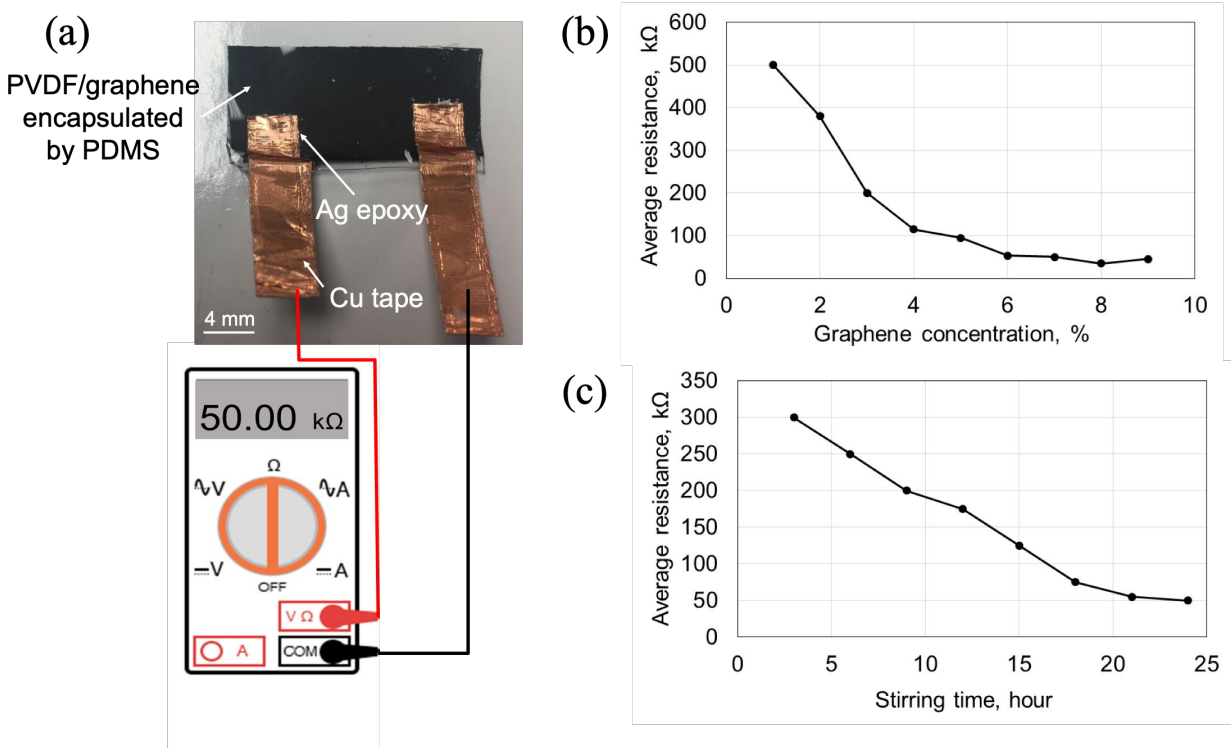 (a)
PVDF/graphene
encapsulated
by PDMS
Ag epoxy
Cu tape
4 mm
50.00 kΩ
Ω
∿V
∿A
⎓V
⎓A
OFF
V Ω
A
COM
(b)
Average resistance, kΩ
600
500
400
300
200
100
0
0 2 4 6 8 10
Graphene concentration, %
(c)
Average resistance, kΩ
350
300
250
200
150
100
50
0
0 5 10 15 20 25
Stirring time, hour